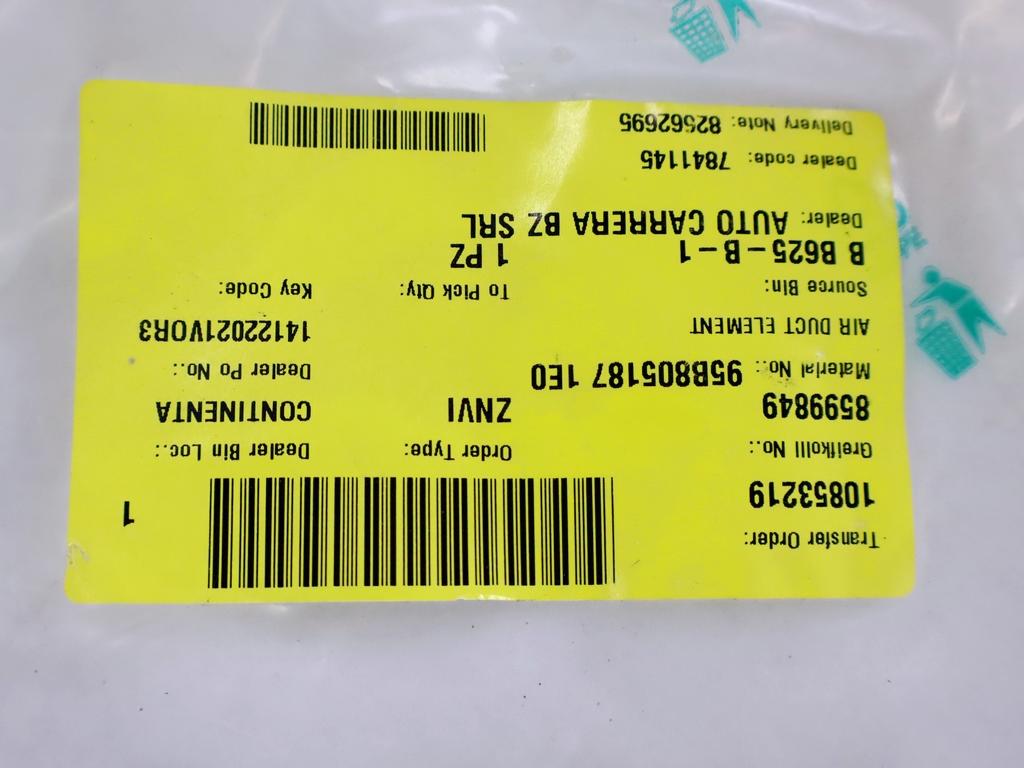 Transfer Order:
10853219
1
Greifkolli No.: Order Type: Dealer Bin Loc.:
8599849 ZNVI CONTINENTA
Material No.: 95B805187 1E0 Dealer Po No.:
AIR DUCT ELEMENT 14122021VOR3
Source Bin: To Pick Qty: Key Code:
B B625-B-1 1 PZ
Dealer: AUTO CARRERA BZ SRL
Dealer code: 7841145
Delivery Note: 82562695